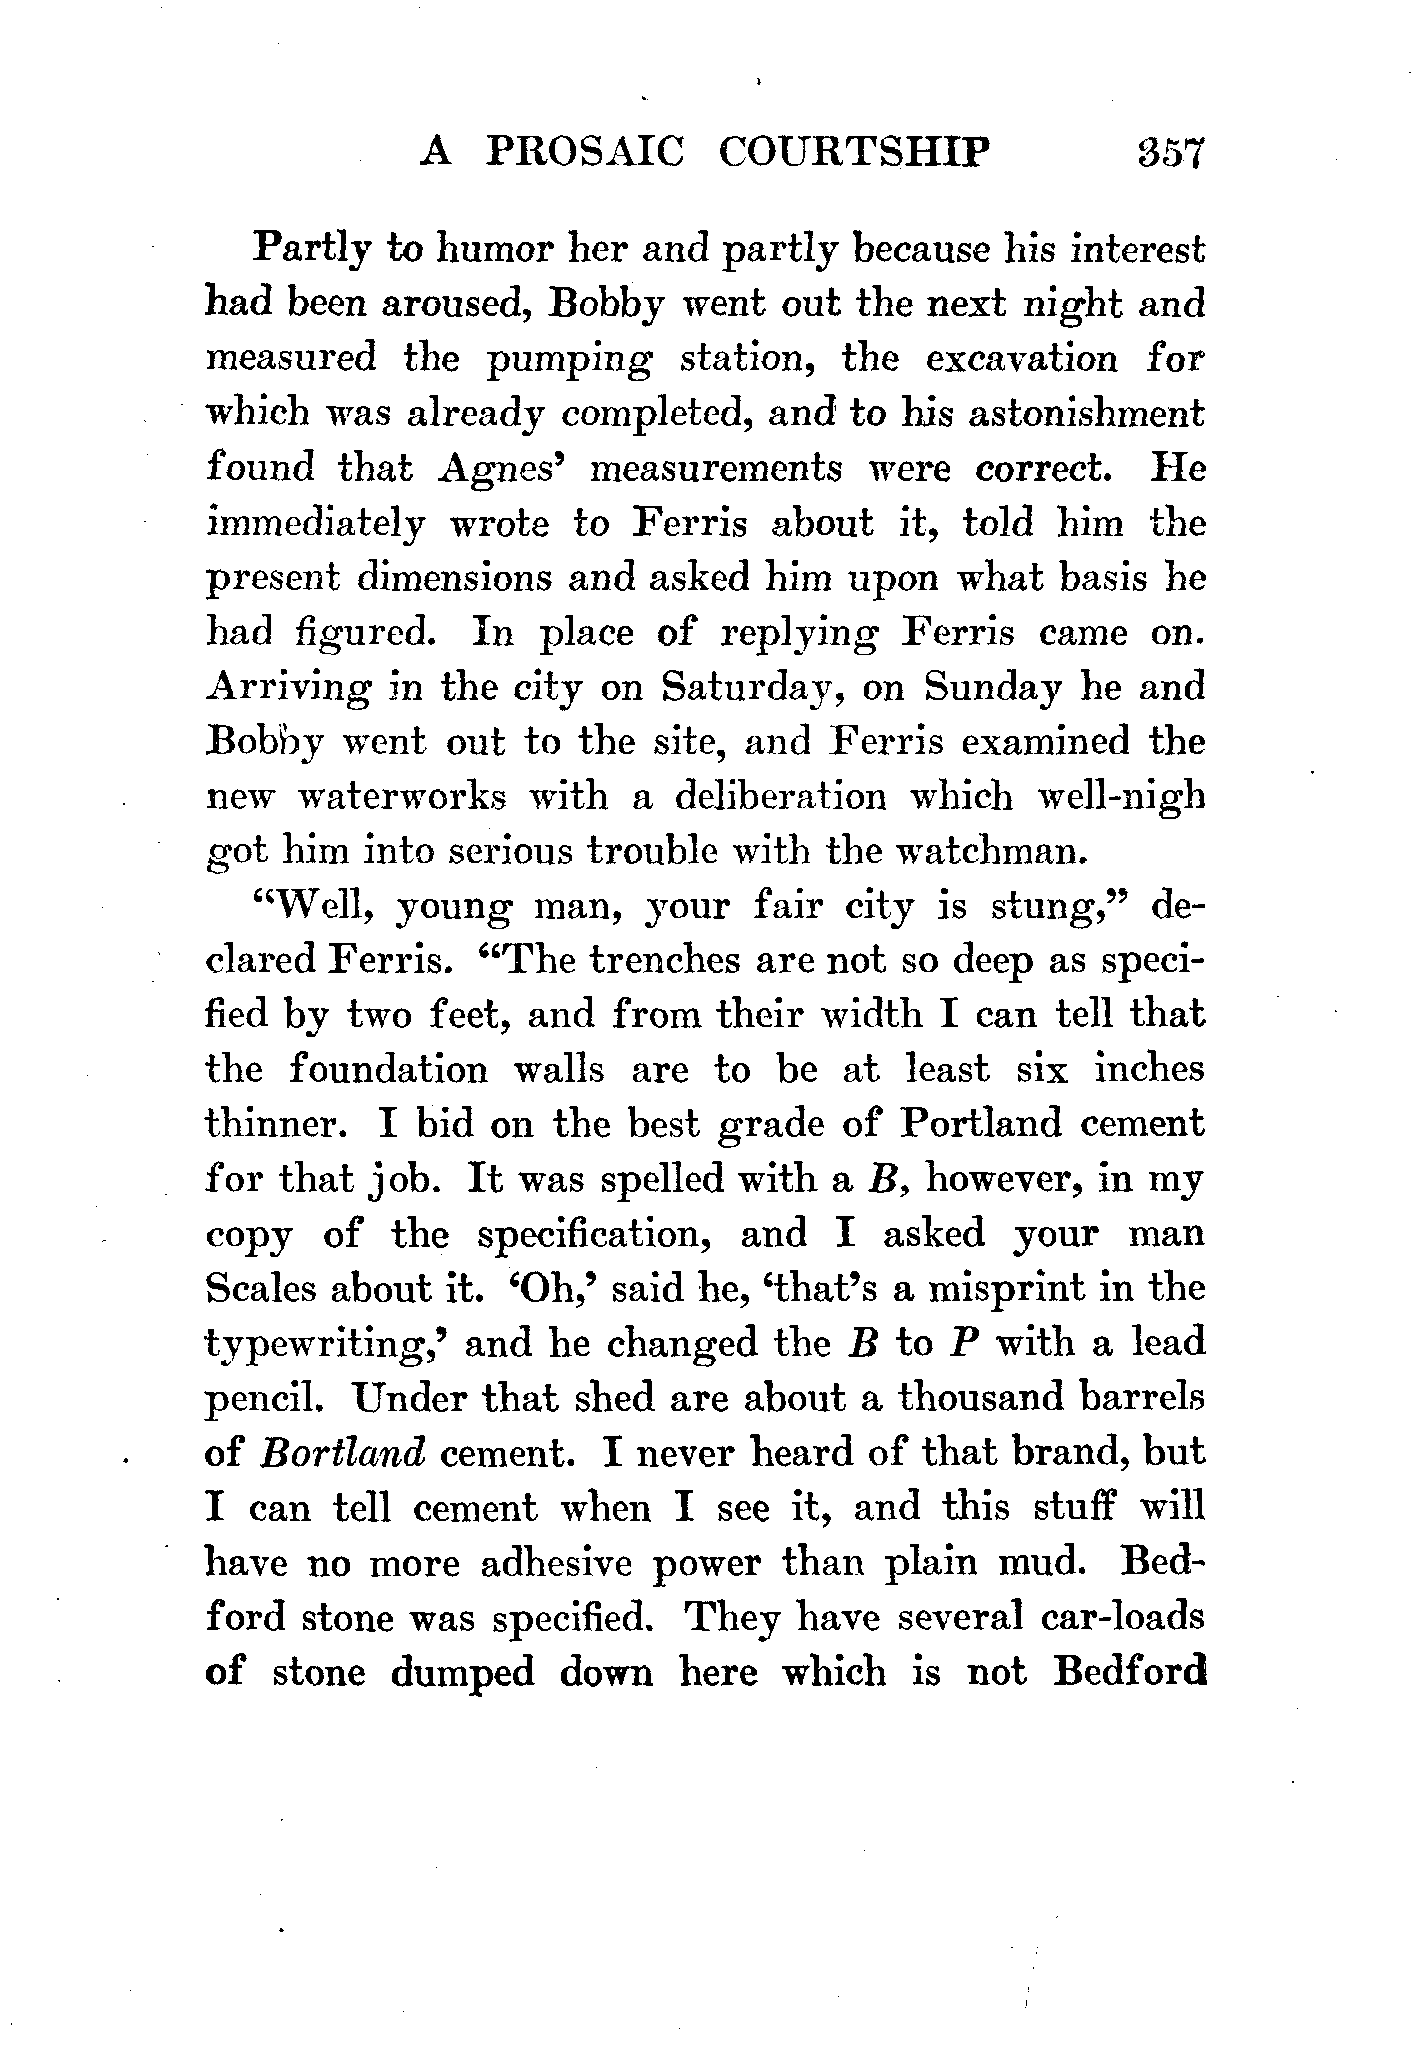 A PROSAIC COURTSHIP 357
Partly to humor her and partly because his interest
had been aroused, Bobby went out the next night and
measured the pumping station, the excavation for
which was already completed, and to his astonishment
found that Agnes’ measurements were correct. He
immediately wrote to Ferris about it, told him the
present dimensions and asked him upon what basis he
had figured. In place of replying Ferris came on.
Arriving in the city on Saturday, on Sunday he and
Bobby went out to the site, and Ferris examined the
new waterworks with a deliberation which well-nigh
got him into serious trouble with the watchman.
“Well, young man, your fair city is stung,” de-
clared Ferris. “The trenches are not so deep as speci-
fied by two feet, and from their width I can tell that
the foundation walls are to be at least six inches
thinner. I bid on the best grade of Portland cement
for that job. It was spelled with a B, however, in my
copy of the specification, and I asked your man
Scales about it. ‘Oh,’ said he, ‘that’s a misprint in the
typewriting,’ and he changed the B to P with a lead
pencil. Under that shed are about a thousand barrels
of Bortland cement. I never heard of that brand, but
I can tell cement when I see it, and this stuff will
have no more adhesive power than plain mud. Bed-
ford stone was specified. They have several car-loads
of stone dumped down here which is not Bedford